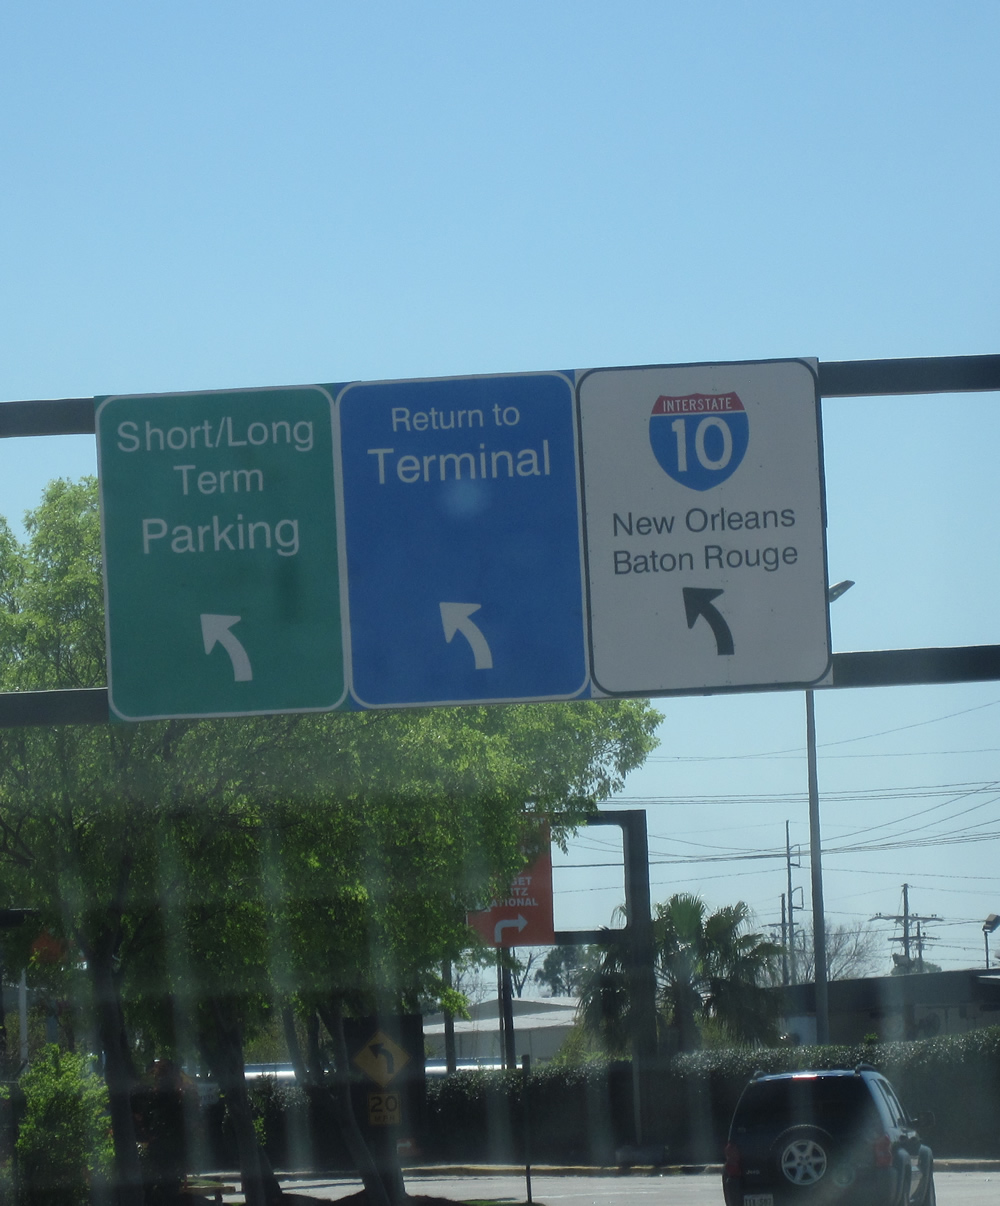 Short/Long
Term
Parking
Return to
Terminal
INTERSTATE
10
New Orleans
Baton Rouge
20